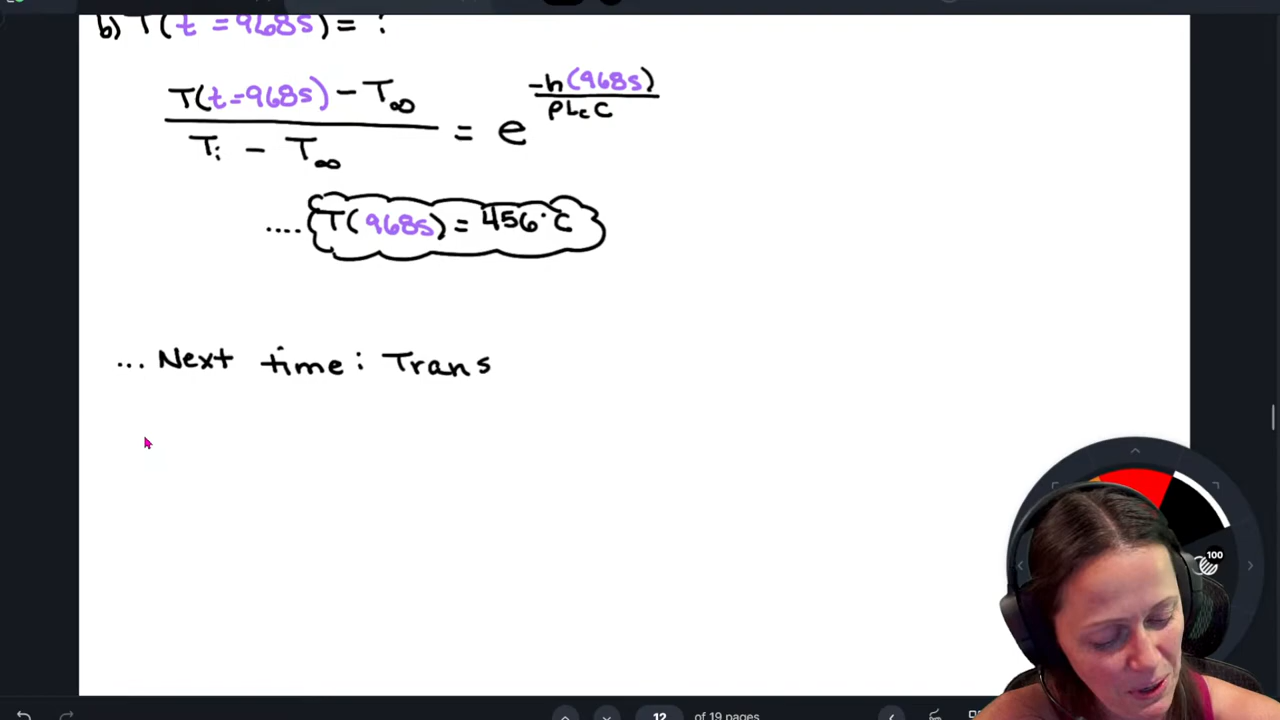 b) T(t=968s) = ?
T(t=968s) - T∞
Ti - T∞
= e
-h(968s)
ρLcC
.... T(968s) = 456°C
... Next time: Trans
100
12 of 19 pages